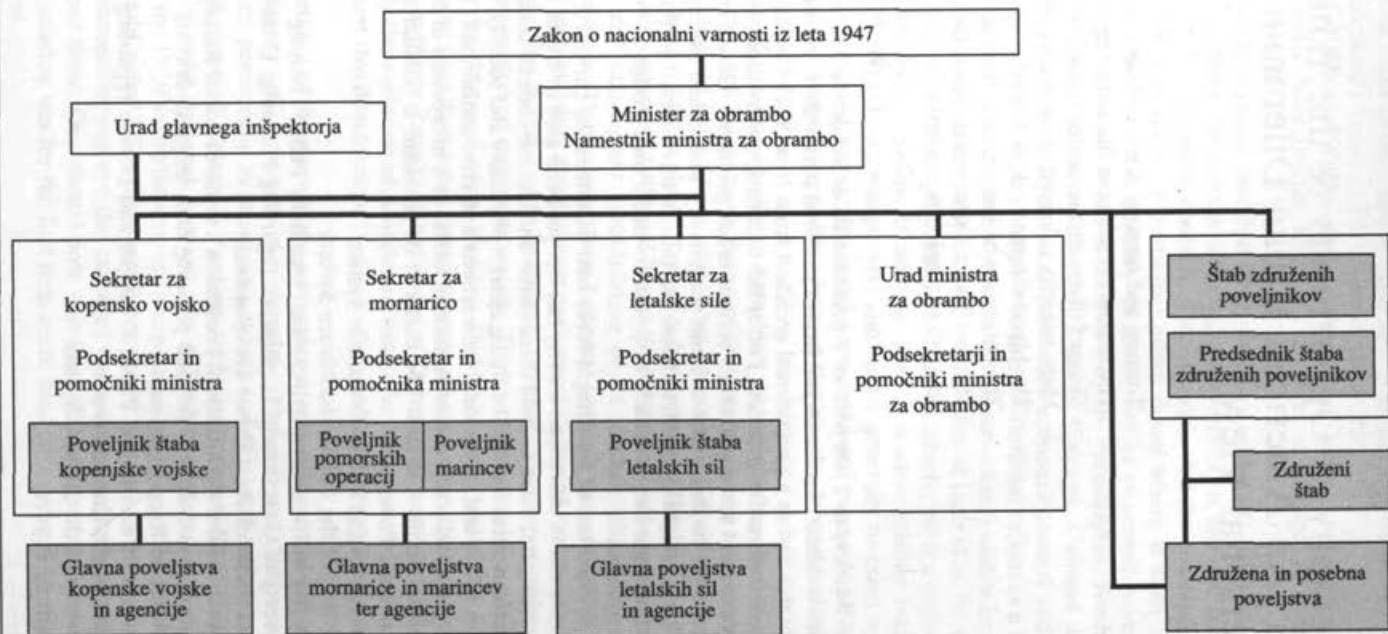 Zakon o nacionalni varnosti iz leta 1947
Urad glavnega inšpektorja
Minister za obrambo
Namestnik ministra za obrambo
Sekretar za
kopensko vojsko
Podsekretar in
pomočniki ministra
Poveljnik štaba
kopenjske vojske
Glavna poveljstva
kopenske vojske
in agencije
Sekretar za
mornarico
Podsekretar in
pomočnika ministra
Poveljnik
pomorskih
operacij
Poveljnik
marincev
Glavna poveljstva
mornarice in marincev
ter agencije
Sekretar za
letalske sile
Podsekretar in
pomočniki ministra
Poveljnik štaba
letalskih sil
Glavna poveljstva
letalskih sil
in agencije
Urad ministra
za obrambo
Podsekretarji in
pomočniki ministra
za obrambo
Štab združenih
poveljnikov
Predsednik štaba
združenih poveljnikov
Združeni
štab
Združena in posebna
poveljstva